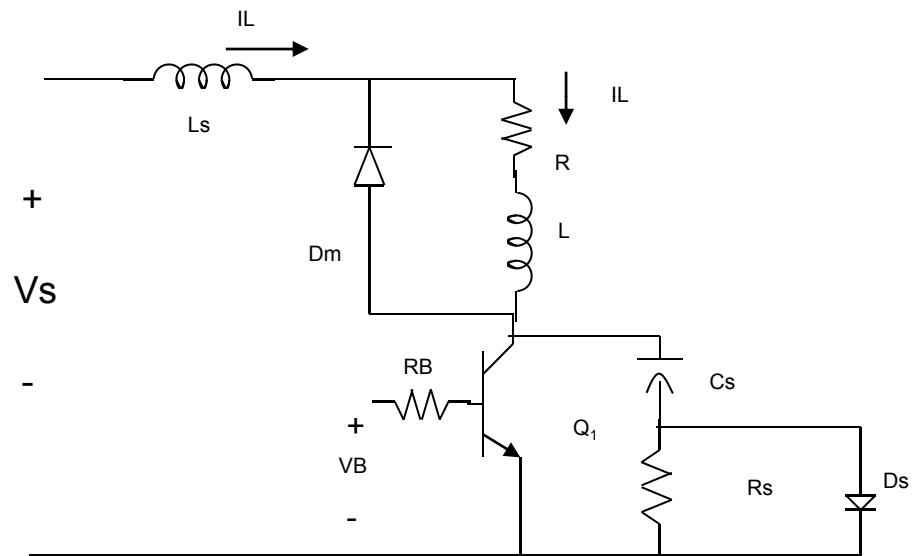 IL
IL
Ls
R
+
L
Dm
Vs
-
RB
Cs
+
Q₁
VB
Rs
Ds
-